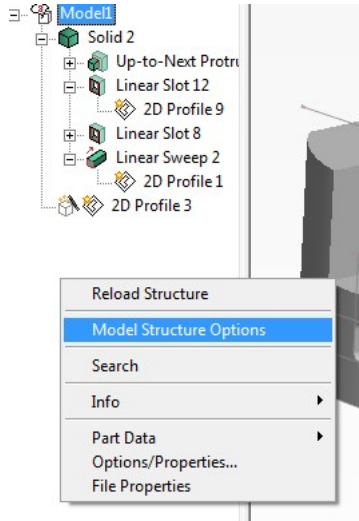 Model1
Solid 2
Up-to-Next Protru
Linear Slot 12
2D Profile 9
Linear Slot 8
Linear Sweep 2
2D Profile 1
2D Profile 3
Reload Structure
Model Structure Options
Search
Info
Part Data
Options/Properties...
File Properties